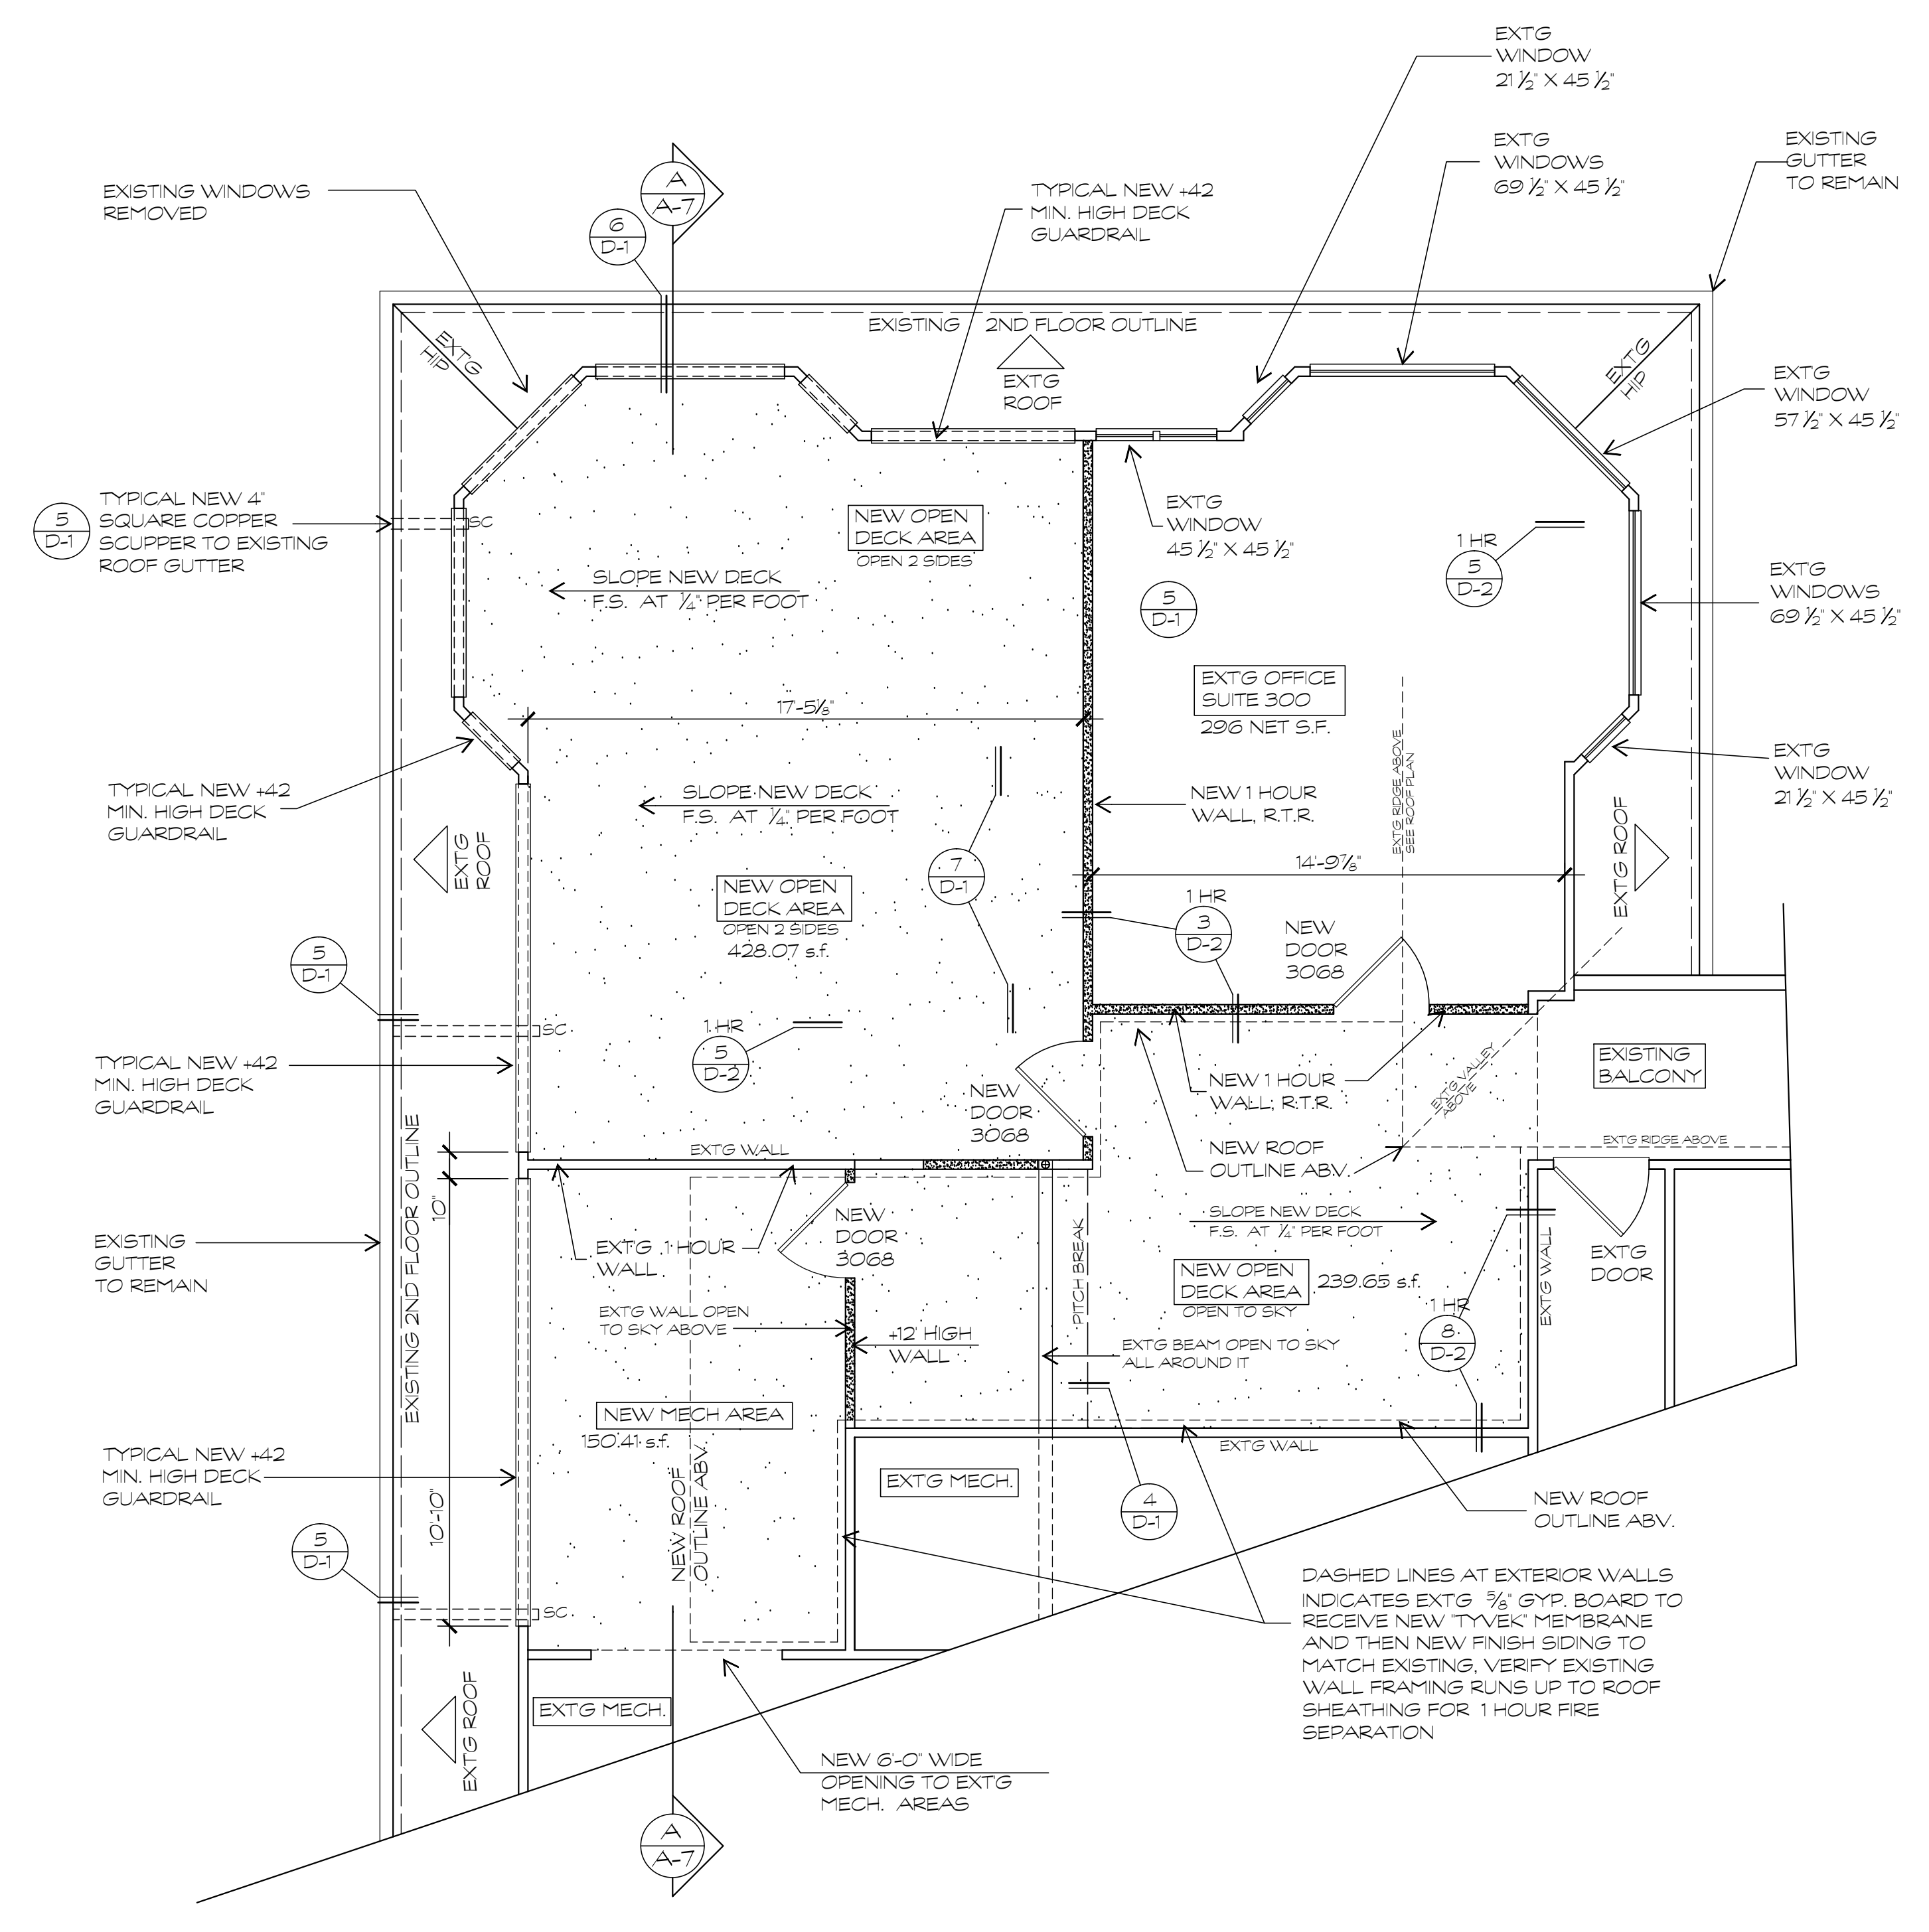 EXTG
WINDOW
21 ½" X 45 ½"
EXTG
WINDOWS
69 ½" X 45 ½"
EXISTING
GUTTER
TO REMAIN
EXISTING WINDOWS
REMOVED
A
A-7
6
D-1
TYPICAL NEW +42
MIN. HIGH DECK
GUARDRAIL
EXISTING 2ND FLOOR OUTLINE
EXTG
HIP
EXTG
ROOF
EXTG
HIP
EXTG
WINDOW
57 ½" X 45 ½"
5
D-1
TYPICAL NEW 4"
SQUARE COPPER
SCUPPER TO EXISTING
ROOF GUTTER
SC
NEW OPEN
DECK AREA
OPEN 2 SIDES
EXTG
WINDOW
45 ½" X 45 ½"
1 HR
5
D-2
SLOPE NEW DECK
F.S. AT ¼" PER FOOT
5
D-1
EXTG
WINDOWS
69 ½" X 45 ½"
EXTG OFFICE
SUITE 300
296 NET S.F.
17'-5⅛"
EXTG RIDGE ABOVE
SEE ROOF PLAN
EXTG
WINDOW
21 ½" X 45 ½"
TYPICAL NEW +42
MIN. HIGH DECK
GUARDRAIL
SLOPE NEW DECK
F.S. AT ¼" PER FOOT
NEW 1 HOUR
WALL, R.T.R.
EXTG
ROOF
EXTG ROOF
7
D-1
14'-9⅞"
NEW OPEN
DECK AREA
OPEN 2 SIDES
428.07 s.f.
1 HR
3
D-2
NEW
DOOR
3068
5
D-1
SC
1 HR
5
D-2
TYPICAL NEW +42
MIN. HIGH DECK
GUARDRAIL
NEW
DOOR
3068
NEW 1 HOUR
WALL, R.T.R.
EXTG VALLEY
ABOVE
EXISTING
BALCONY
EXTG WALL
NEW ROOF
OUTLINE ABV.
EXTG RIDGE ABOVE
EXISTING 2ND FLOOR OUTLINE
10"
EXISTING
GUTTER
TO REMAIN
EXTG 1 HOUR
WALL
NEW
DOOR
3068
PITCH BREAK
SLOPE NEW DECK
F.S. AT ¼" PER FOOT
EXTG WALL
EXTG
DOOR
NEW OPEN
DECK AREA
239.65 s.f.
OPEN TO SKY
EXTG WALL OPEN
TO SKY ABOVE
+12' HIGH
WALL
EXTG BEAM OPEN TO SKY
ALL AROUND IT
1 HR
8
D-2
NEW MECH AREA
150.41 s.f.
TYPICAL NEW +42
MIN. HIGH DECK
GUARDRAIL
10'-10"
NEW ROOF
OUTLINE ABV.
EXTG WALL
EXTG MECH.
4
D-1
NEW ROOF
OUTLINE ABV.
5
D-1
SC
DASHED LINES AT EXTERIOR WALLS
INDICATES EXTG ⅝" GYP. BOARD TO
RECEIVE NEW "TYVEK" MEMBRANE
AND THEN NEW FINISH SIDING TO
MATCH EXISTING, VERIFY EXISTING
WALL FRAMING RUNS UP TO ROOF
SHEATHING FOR 1 HOUR FIRE
SEPARATION
EXTG ROOF
EXTG MECH.
NEW 6'-0" WIDE
OPENING TO EXTG
MECH. AREAS
A
A-7